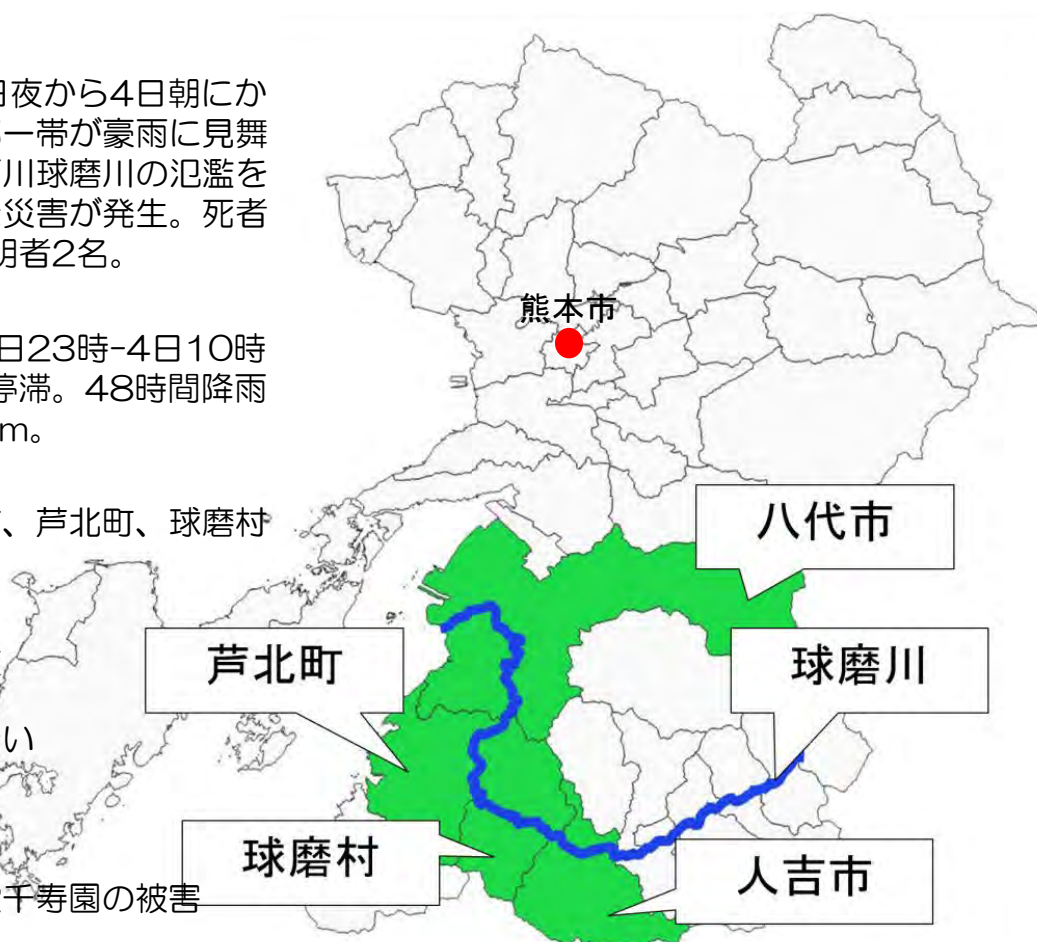 日夜から4日朝にか
一帯が豪雨に見舞
川球磨川の氾濫を
災害が発生。死者
明者2名。
日23時-4日10時
停滞。48時間降雨
m。
、芦北町、球磨村
い
千寿園の被害
熊本市
八代市
芦北町
球磨川
球磨村
人吉市